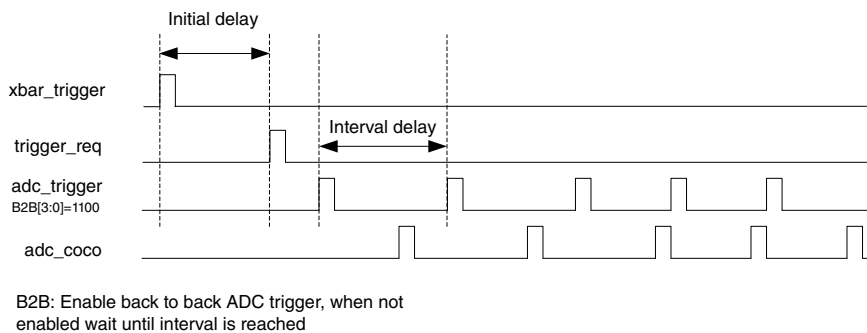 Initial delay
xbar_trigger
Interval delay
trigger_req
adc_trigger
B2B[3:0]=1100
adc_coco
B2B: Enable back to back ADC trigger, when not
enabled wait until interval is reached